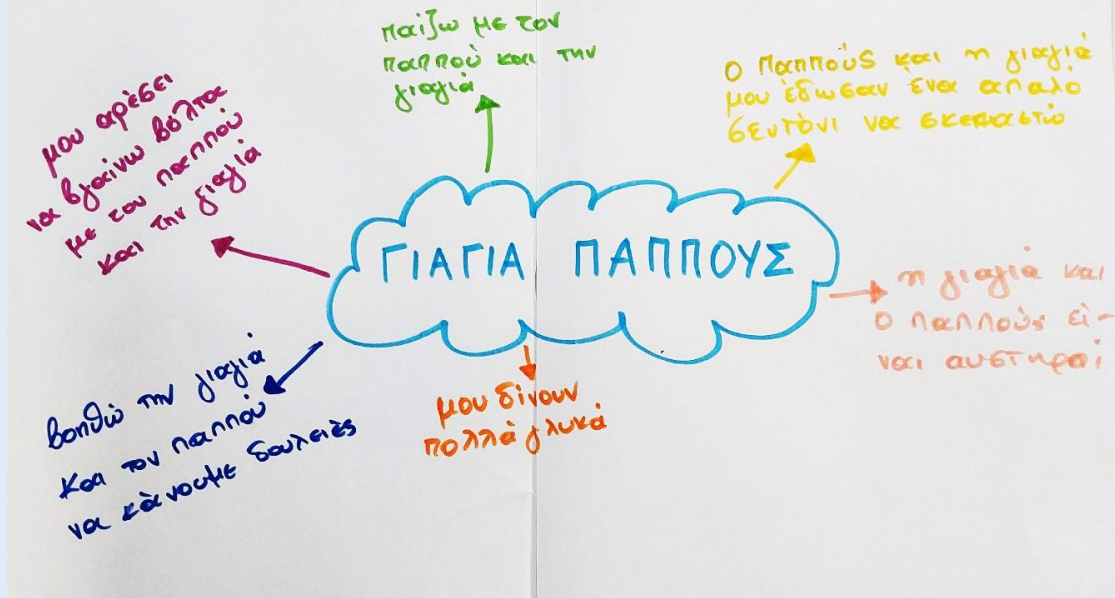 παίζω με τον
παππού και την
γιαγιά
Ο παππούς και η γιαγιά
μου έδωσαν ένα απαλό
σεντόνι να σκεπαστώ
μου αρέσει
να βγαίνω βόλτα
με τον παππού
και την γιαγιά
ΓΙΑΓΙΑ ΠΑΠΠΟΥΣ
η γιαγιά και
ο παππούς εί-
ναι αυστηροί
βοηθώ την γιαγιά
και τον παππού
να κάνουμε δουλειές
μου δίνουν
πολλά γλυκά